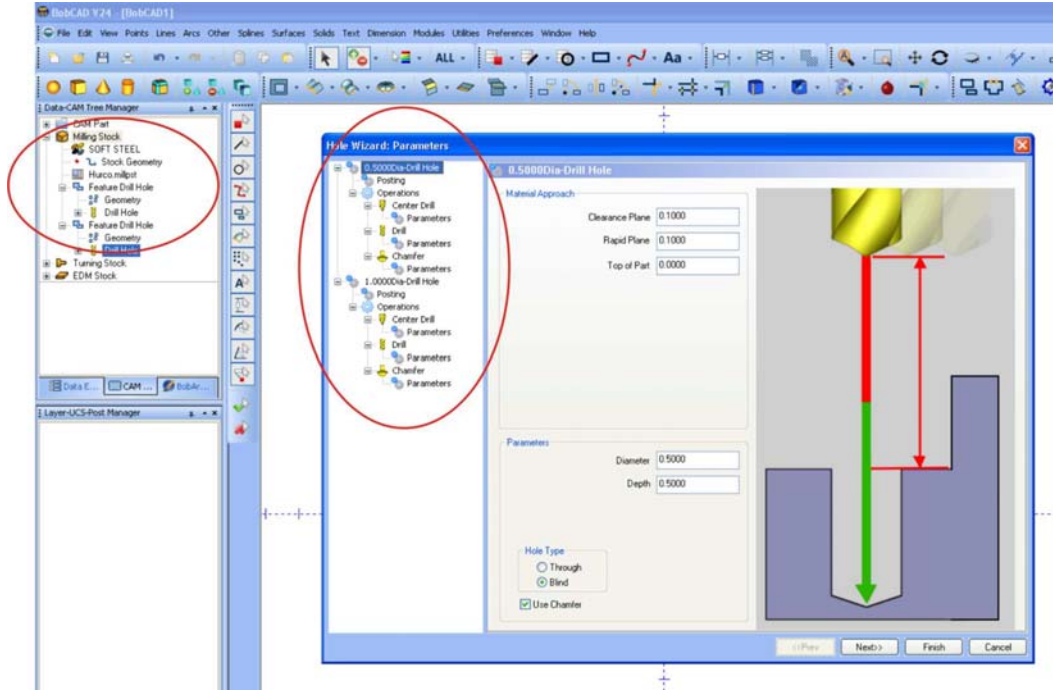 BobCAD V24 - [BobCAD1]
File Edit View Points Lines Arcs Other Splines Surfaces Solids Text Dimension Modules Utilities Preferences Window Help
ALL
Aa
Data-CAM Tree Manager
CAM Part
Milling Stock
SOFT STEEL
Stock Geometry
Hurco.millpst
Feature Drill Hole
Geometry
Drill Hole
Feature Drill Hole
Geometry
Drill Hole
Turning Stock
EDM Stock
Data E... CAM ... BobAr...
Layer-UCS-Post Manager
Hole Wizard: Parameters
0.5000Dia-Drill Hole
Posting
Operations
Center Drill
Parameters
Drill
Parameters
Chamfer
Parameters
1.0000Dia-Drill Hole
Posting
Operations
Center Drill
Parameters
Drill
Parameters
Chamfer
Parameters
0.5000Dia-Drill Hole
Material Approach
Clearance Plane 0.1000
Rapid Plane 0.1000
Top of Part 0.0000
Parameters
Diameter 0.5000
Depth 0.5000
Hole Type
Through
Blind
Use Chamfer
<<Prev Next>> Finish Cancel